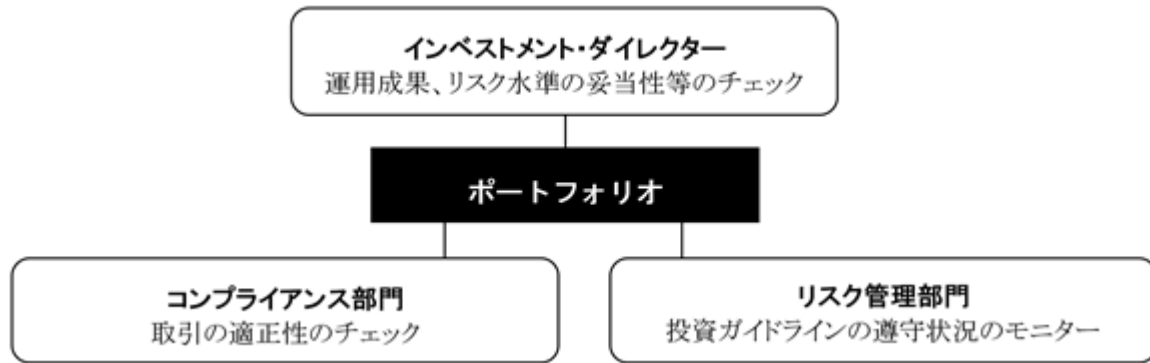 インベストメント・ダイレクター
運用成果、リスク水準の妥当性等のチェック
ポートフォリオ
コンプライアンス部門
取引の適正性のチェック
リスク管理部門
投資ガイドラインの遵守状況のモニター